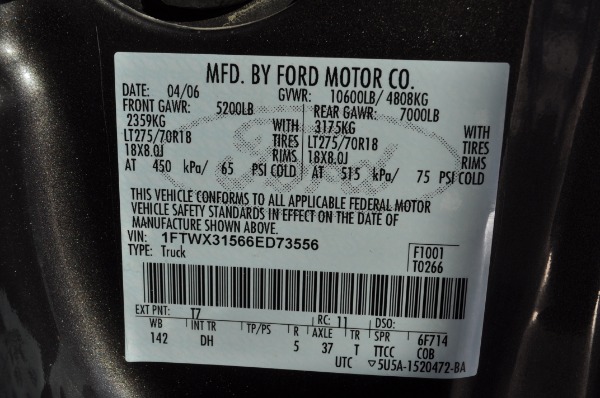 MFD. BY FORD MOTOR CO.
DATE: 04/06 GVWR: 10600LB/ 4808KG
FRONT GAWR: 5200LB REAR GAWR: 7000LB
2359KG WITH 3175KG WITH
LT275/70R18 TIRES LT275/70R18 TIRES
18X8.0J RIMS 18X8.0J RIMS
AT 450 kPa/ 65 PSI COLD AT 515 kPa/ 75 PSI COLD
Ford
THIS VEHICLE CONFORMS TO ALL APPLICABLE FEDERAL MOTOR
VEHICLE SAFETY STANDARDS IN EFFECT ON THE DATE OF
MANUFACTURE SHOWN ABOVE.
VIN: 1FTWX31566ED73556 F1001
TYPE: Truck T0266
EXT PNT: T7 RC: 11 DSO:
WB INT TR TP/PS R AXLE TR SPR 6F714
142 DH 5 37 T TTCC COB
UTC ▽5U5A-1520472-BA